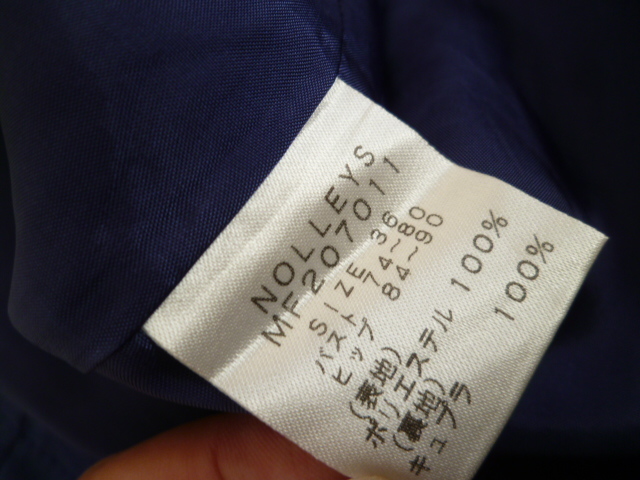 NOLLEYS
MF207011
SIZE 36
バスト 74~80
ヒップ 84~90
(表地)
ポリエステル 100%
(裏地)
キュプラ 100%